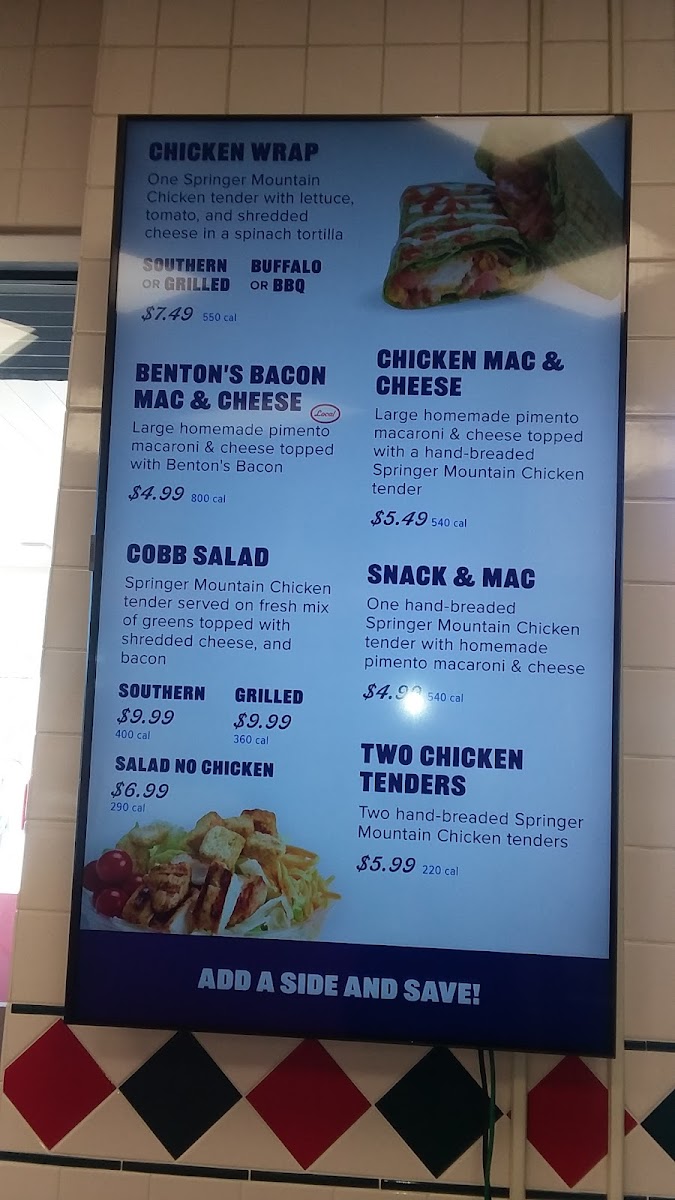 CHICKEN WRAP
One Springer Mountain
Chicken tender with lettuce,
tomato, and shredded
cheese in a spinach tortilla
SOUTHERN OR GRILLED
BUFFALO OR BBQ
$7.49 550 cal
BENTON'S BACON
MAC & CHEESE Local
Large homemade pimento
macaroni & cheese topped
with Benton's Bacon
$4.99 800 cal
COBB SALAD
Springer Mountain Chicken
tender served on fresh mix
of greens topped with
shredded cheese, and
bacon
SOUTHERN
$9.99
400 cal
GRILLED
$9.99
360 cal
SALAD NO CHICKEN
$6.99
290 cal
CHICKEN MAC &
CHEESE
Large homemade pimento
macaroni & cheese topped
with a hand-breaded
Springer Mountain Chicken
tender
$5.49 540 cal
SNACK & MAC
One hand-breaded
Springer Mountain Chicken
tender with homemade
pimento macaroni & cheese
$4.99 540 cal
TWO CHICKEN
TENDERS
Two hand-breaded Springer
Mountain Chicken tenders
$5.99 220 cal
ADD A SIDE AND SAVE!